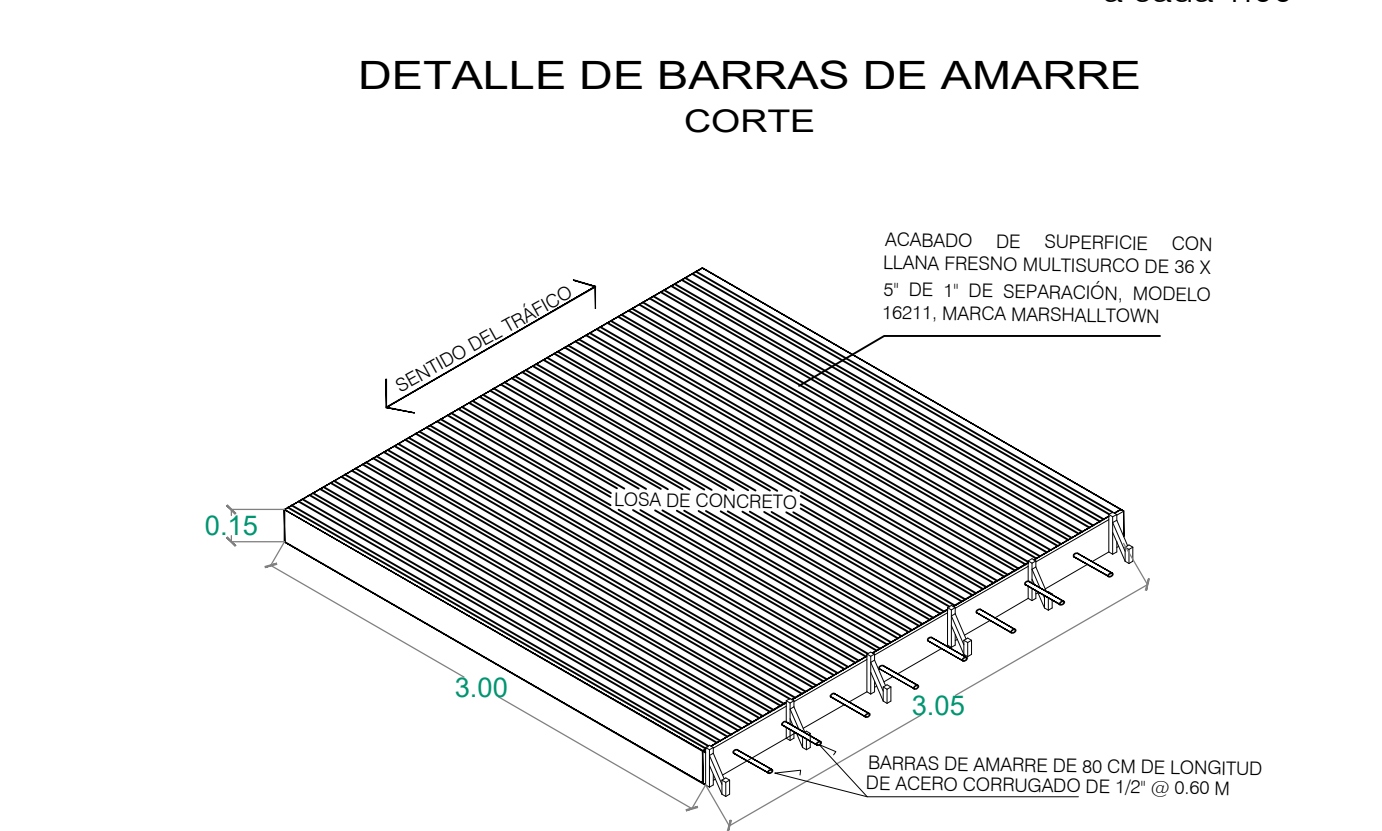 DETALLE DE BARRAS DE AMARRE
CORTE
ACABADO DE SUPERFICIE CON
LLANA FRESNO MULTISURCO DE 36 X
5" DE 1" DE SEPARACIÓN, MODELO
16211, MARCA MARSHALLTOWN
SENTIDO DEL TRÁFICO
LOSA DE CONCRETO
0.15
3.00
3.05
BARRAS DE AMARRE DE 80 CM DE LONGITUD
DE ACERO CORRUGADO DE 1/2" @ 0.60 M